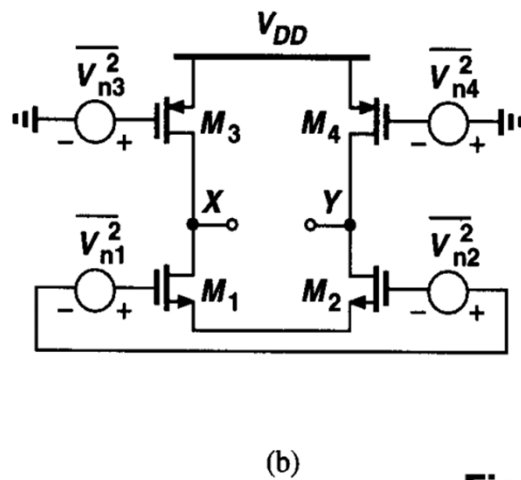 V_DD
V_n3^2 V_n4^2
M_3 M_4
- + - +
X Y
V_n1^2 V_n2^2
M_1 M_2
- + - +
(b)